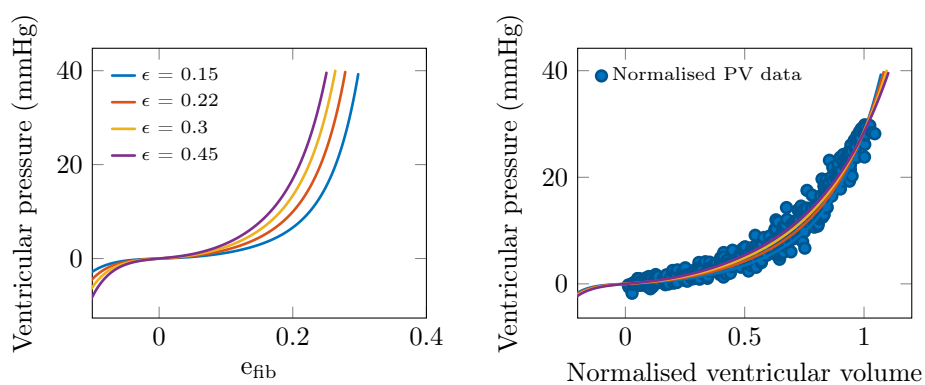 Ventricular pressure (mmHg)
40
20
0
ϵ = 0.15
ϵ = 0.22
ϵ = 0.3
ϵ = 0.45
0
0.2
0.4
e_fib
Ventricular pressure (mmHg)
40
20
0
Normalised PV data
0
0.5
1
Normalised ventricular volume